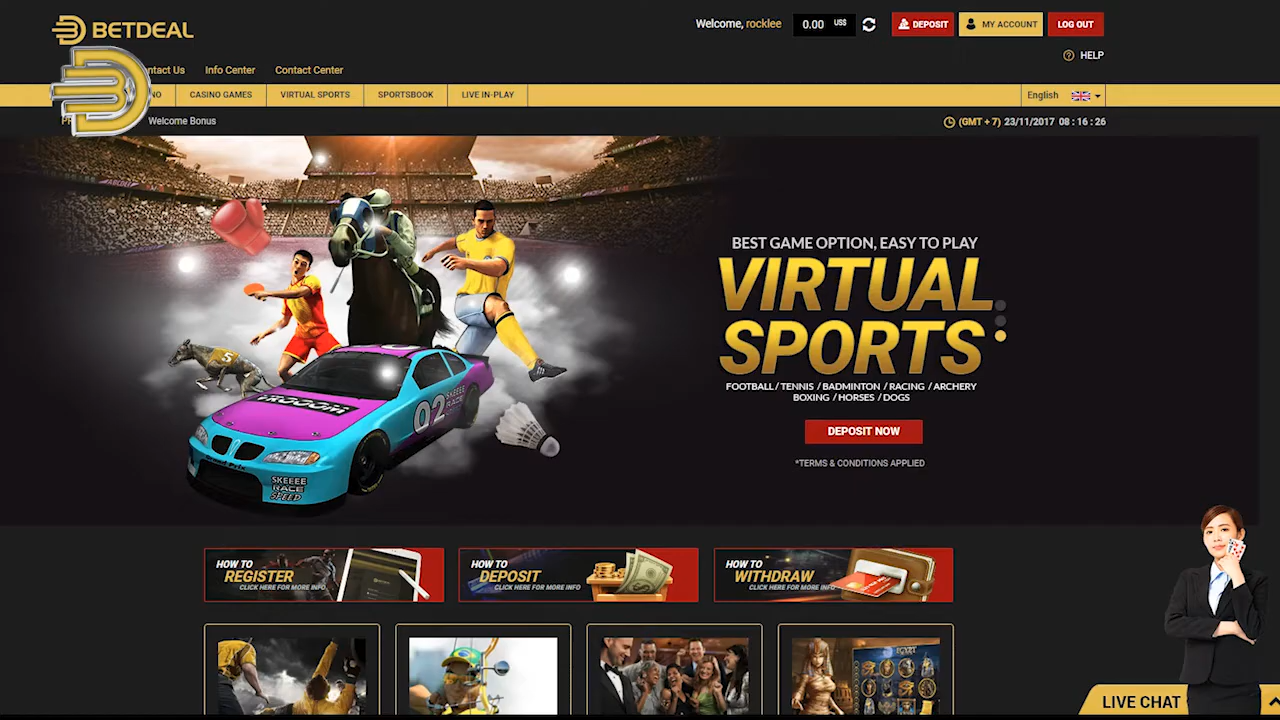 BETDEAL
Welcome, rocklee
0.00 US$
DEPOSIT
MY ACCOUNT
LOG OUT
HELP
ntact Us
Info Center
Contact Center
NO
CASINO GAMES
VIRTUAL SPORTS
SPORTSBOOK
LIVE IN-PLAY
English
Welcome Bonus
(GMT + 7) 23/11/2017 08 : 16 : 26
BEST GAME OPTION, EASY TO PLAY
VIRTUAL
SPORTS
FOOTBALL / TENNIS / BADMINTON / RACING / ARCHERY
BOXING / HORSES / DOGS
DEPOSIT NOW
*TERMS & CONDITIONS APPLIED
5
VROOOM
02
SKEEEE
RACE
SPEED
HOW TO
REGISTER
CLICK HERE FOR MORE INFO
HOW TO
DEPOSIT
CLICK HERE FOR MORE INFO
HOW TO
WITHDRAW
CLICK HERE FOR MORE INFO
EGYPT
LIVE CHAT